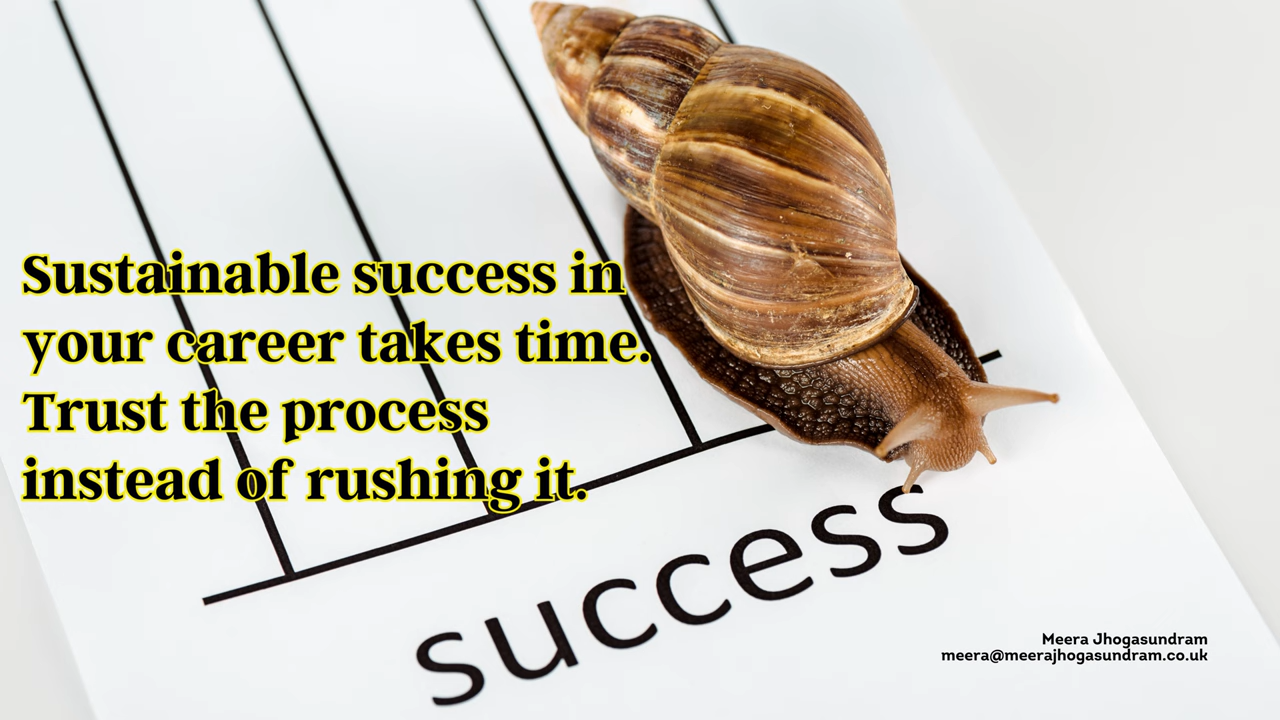 Sustainable success in
your career takes time.
Trust the process
instead of rushing it.
success
Meera Jhogasundram
meera@meerajhogasundram.co.uk